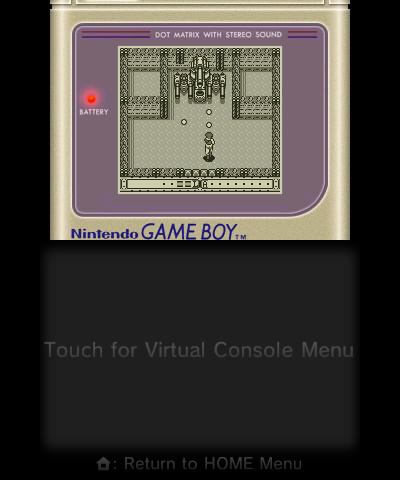 DOT MATRIX WITH STEREO SOUND
BATTERY
Nintendo GAME BOY™
Touch for Virtual Console Menu
: Return to HOME Menu